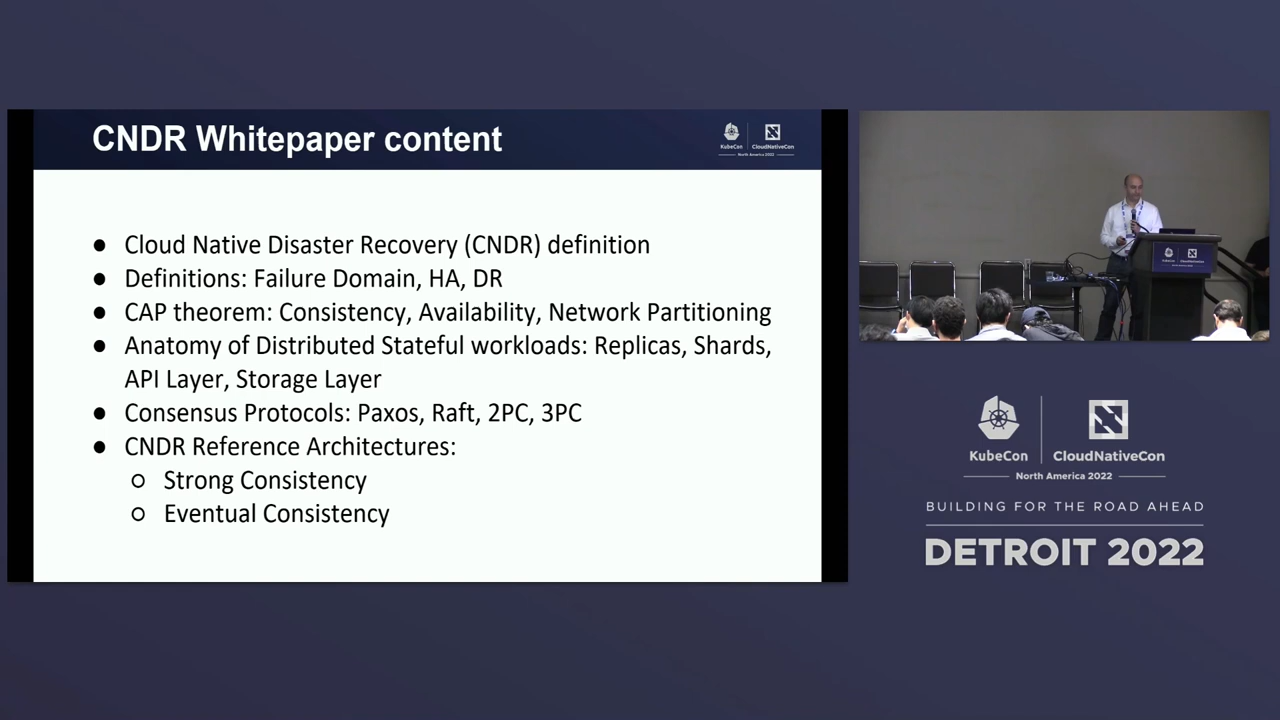 CNDR Whitepaper content
KubeCon
CloudNativeCon
North America 2022
● Cloud Native Disaster Recovery (CNDR) definition
● Definitions: Failure Domain, HA, DR
● CAP theorem: Consistency, Availability, Network Partitioning
● Anatomy of Distributed Stateful workloads: Replicas, Shards,
API Layer, Storage Layer
● Consensus Protocols: Paxos, Raft, 2PC, 3PC
● CNDR Reference Architectures:
○ Strong Consistency
○ Eventual Consistency
KubeCon
CloudNativeCon
KubeCon
CloudNativeCon
North America 2022
BUILDING FOR THE ROAD AHEAD
DETROIT 2022